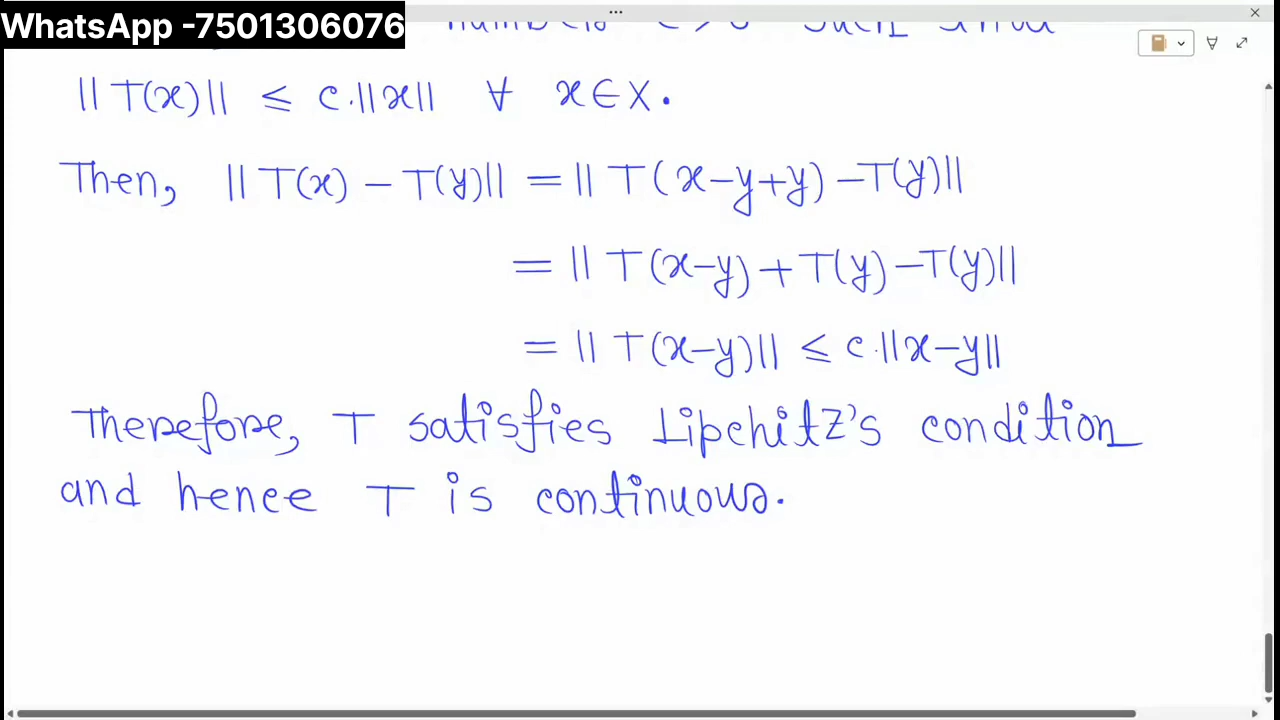 WhatsApp -7501306076
||T(x)|| ≤ c.||x|| ∀ x∈X.
Then, ||T(x) - T(y)|| = ||T(x-y+y) -T(y)||
= ||T(x-y) + T(y) -T(y)||
= ||T(x-y)|| ≤ c.||x-y||
Therefore, T satisfies Lipchitz's condition
and hence T is continuous.